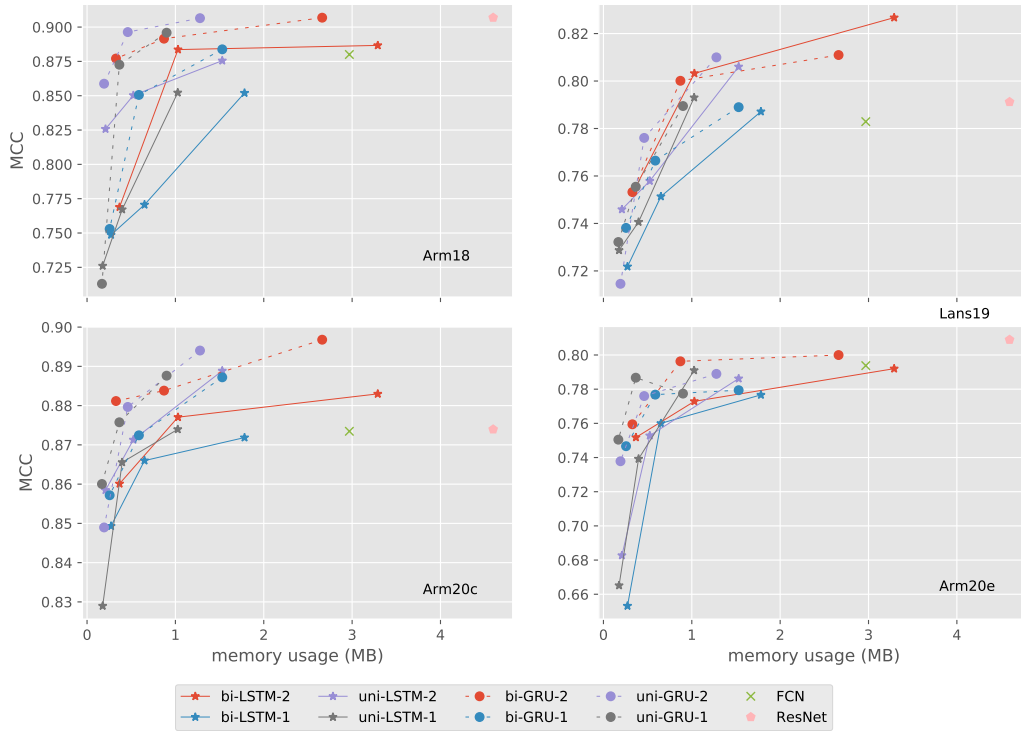 0.900
0.875
0.850
0.825
0.800
0.775
0.750
0.725
MCC
Arm18
0.82
0.80
0.78
0.76
0.74
0.72
Lans19
0.90
0.89
0.88
0.87
0.86
0.85
0.84
0.83
MCC
Arm20c
0 1 2 3 4
memory usage (MB)
0.80
0.78
0.76
0.74
0.72
0.70
0.68
0.66
Arm20e
0 1 2 3 4
memory usage (MB)
bi-LSTM-2 uni-LSTM-2 bi-GRU-2 uni-GRU-2 FCN
bi-LSTM-1 uni-LSTM-1 bi-GRU-1 uni-GRU-1 ResNet